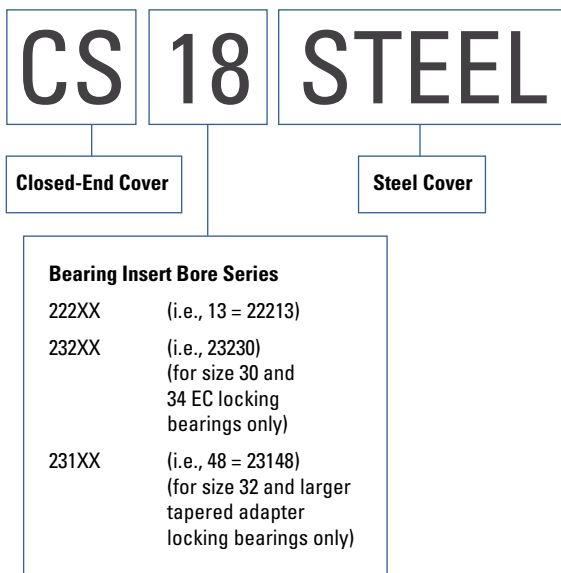 CS 18 STEEL
Closed-End Cover
Steel Cover
Bearing Insert Bore Series
222XX (i.e., 13 = 22213)
232XX (i.e., 23230)
(for size 30 and
34 EC locking
bearings only)
231XX (i.e., 48 = 23148)
(for size 32 and larger
tapered adapter
locking bearings only)